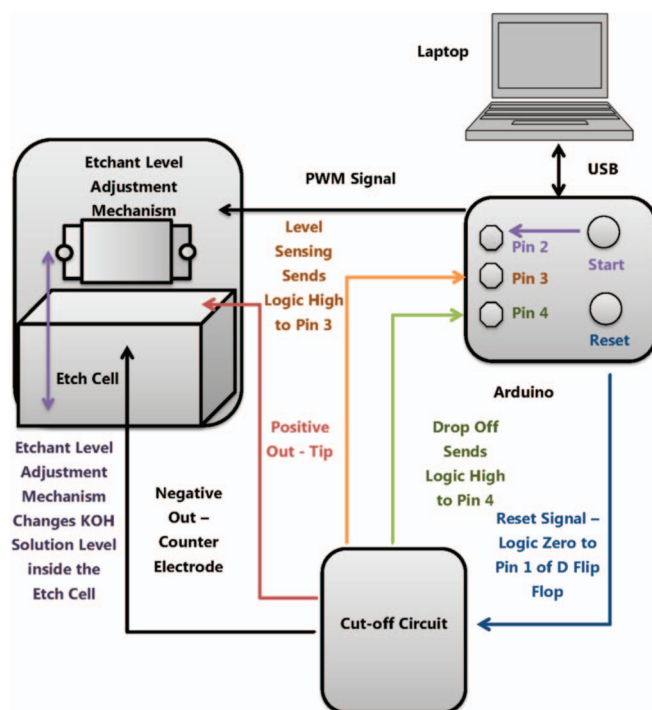 Laptop
Etchant Level
Adjustment
Mechanism
PWM Signal
USB
Level
Sensing
Sends
Logic High
to Pin 3
Pin 2
Start
Pin 3
Pin 4
Reset
Etch Cell
Arduino
Etchant Level
Adjustment
Mechanism
Changes KOH
Solution Level
inside the
Etch Cell
Negative
Out –
Counter
Electrode
Positive
Out - Tip
Drop Off
Sends
Logic High
to Pin 4
Reset Signal –
Logic Zero to
Pin 1 of D Flip
Flop
Cut-off Circuit